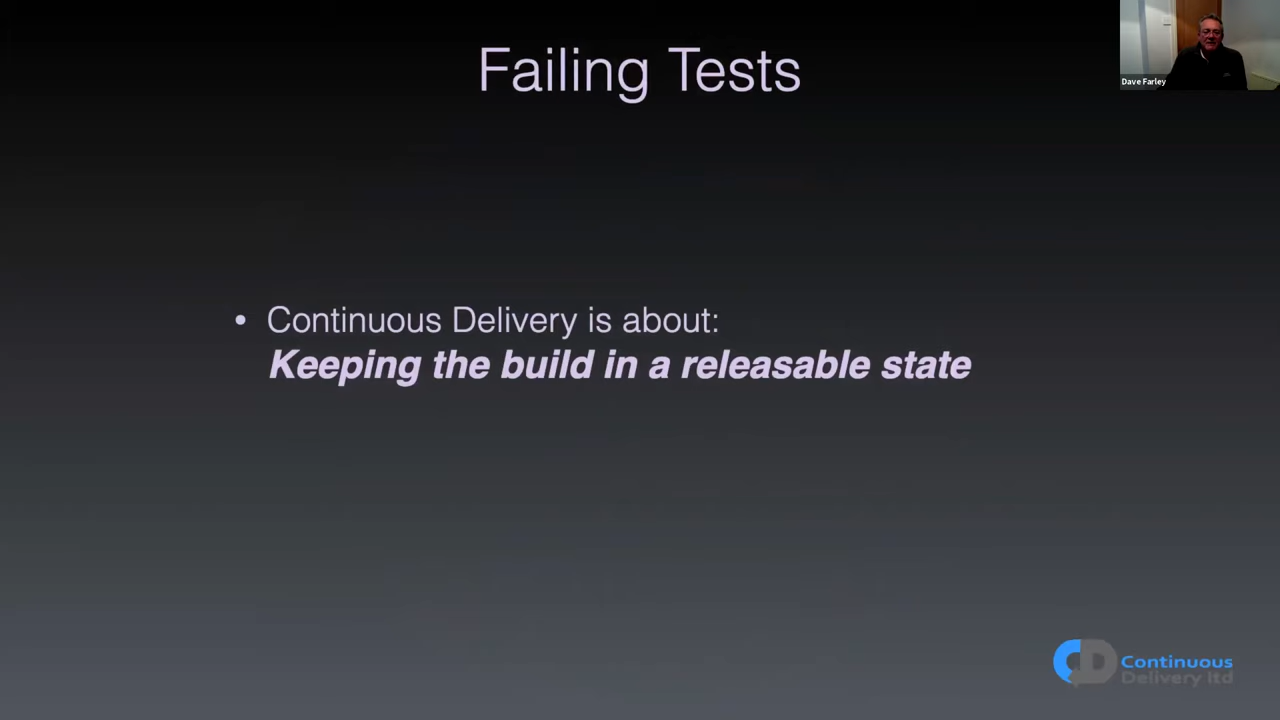 Failing Tests
Dave Farley
• Continuous Delivery is about:
Keeping the build in a releasable state
Continuous
Delivery ltd